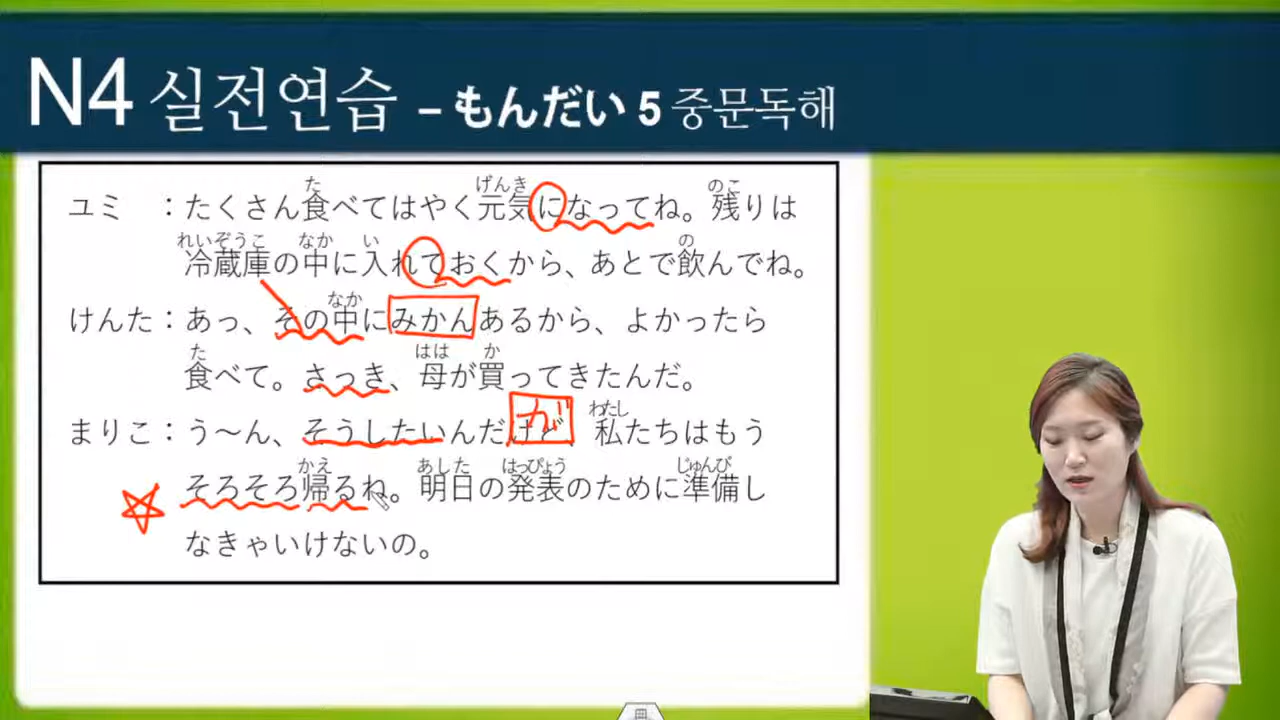 N4 실전연습 – もんだい 5 중문독해
ユミ ：たくさん食べてはやく元気になってね。残りは
冷蔵庫の中に入れておくから、あとで飲んでね。
けんた：あっ、その中にみかんあるから、よかったら
食べて。さっき、母が買ってきたんだ。
まりこ：う～ん、そうしたいんだけど、私たちはもう
が
そろそろ帰るね。明日の発表のために準備し
なきゃいけないの。